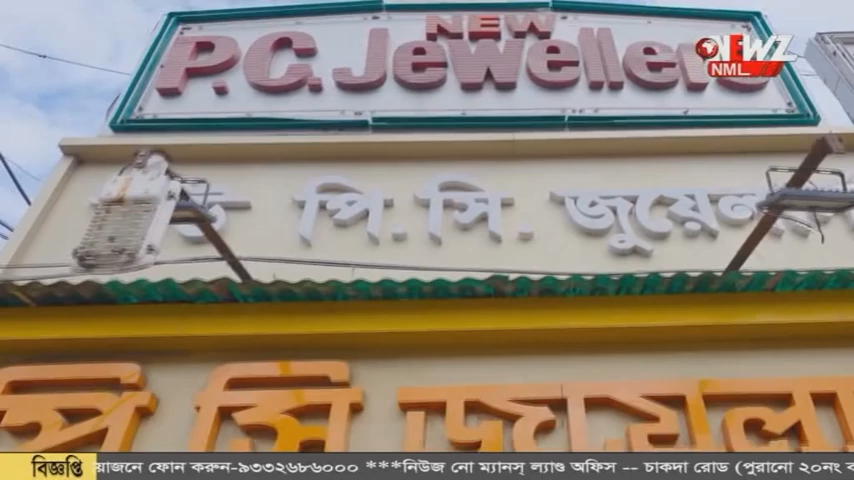 NEW
P.C. Jewellers
NEWZ
NML
পি. সি. জুয়েলা
পি সি জুয়েলা
বিজ্ঞপ্তি
য়াজনে ফোন করুন-৯৩৩২৬৮৬০০০ ***নিউজ নো ম্যানস্ ল্যাণ্ড অফিস -- চাকদা রোড (পুরানো ২০নং ব